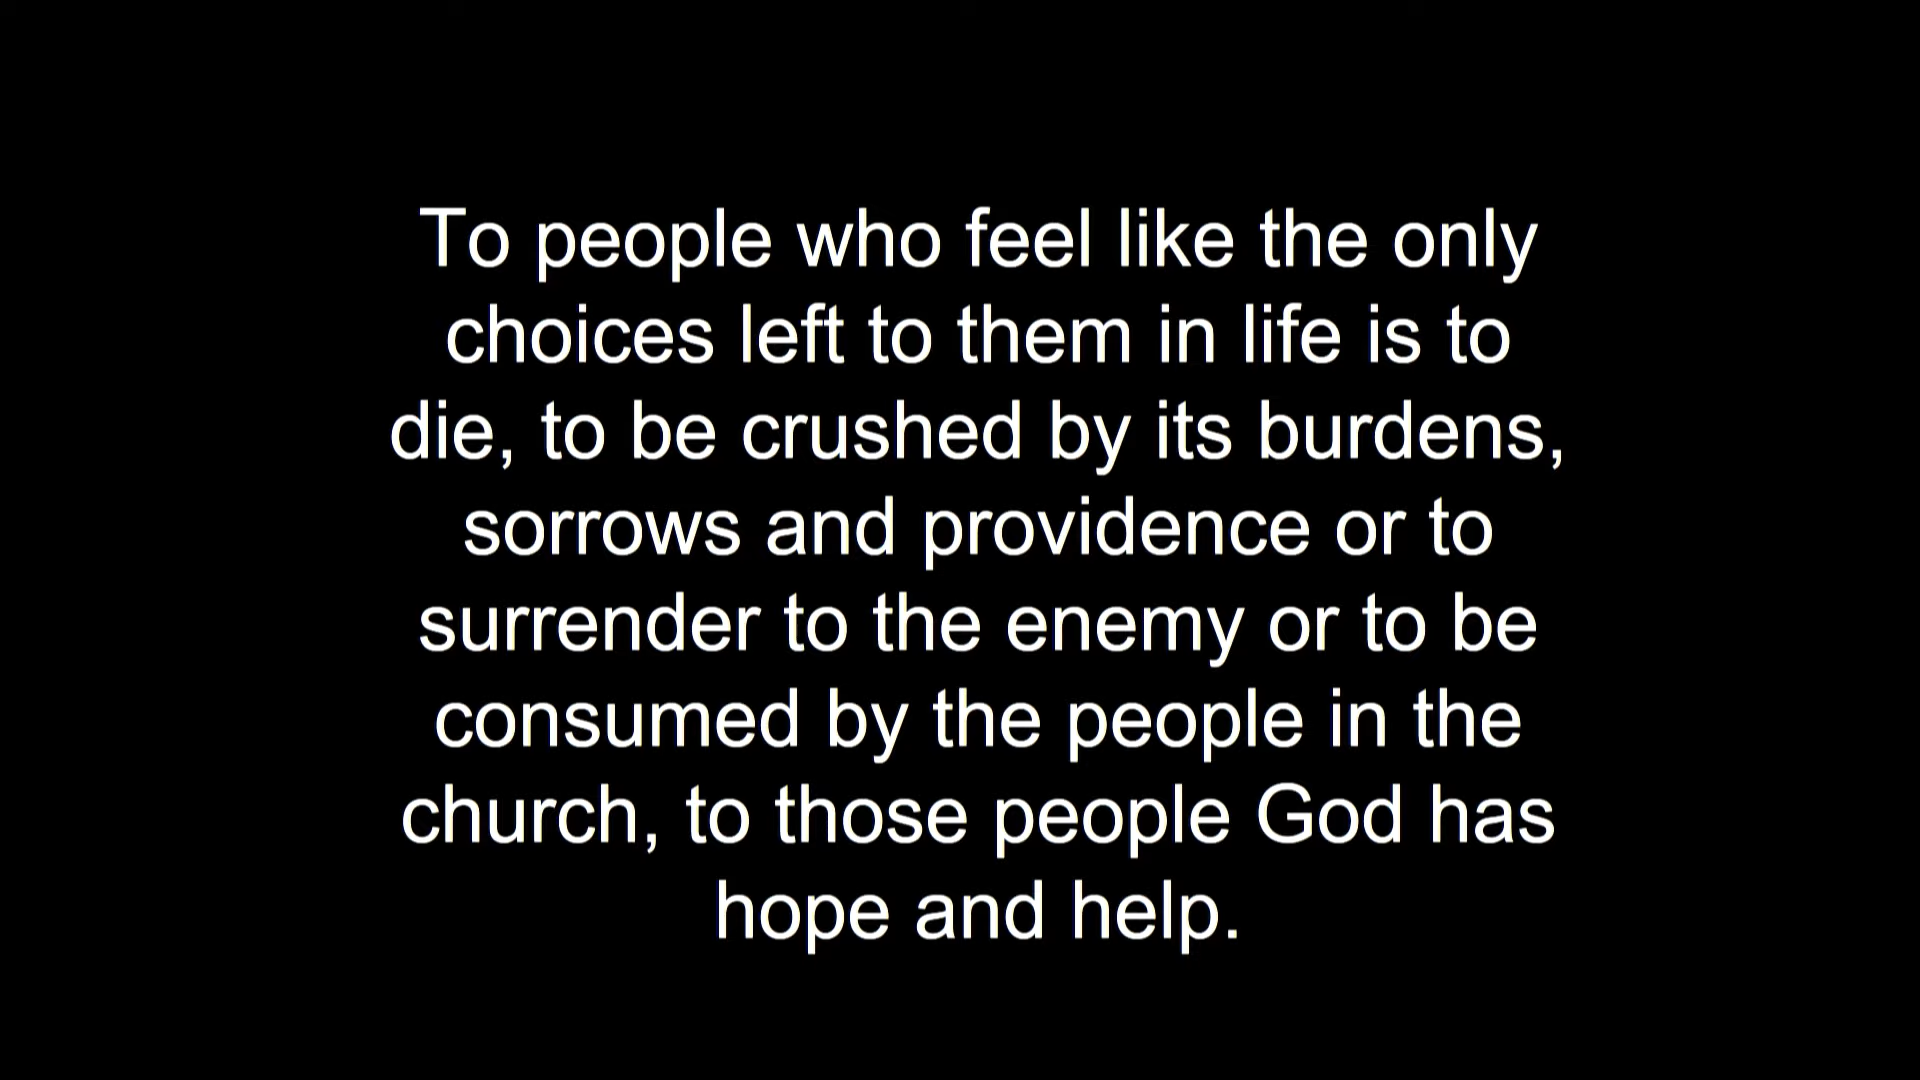 To people who feel like the only
choices left to them in life is to
die, to be crushed by its burdens,
sorrows and providence or to
surrender to the enemy or to be
consumed by the people in the
church, to those people God has
hope and help.